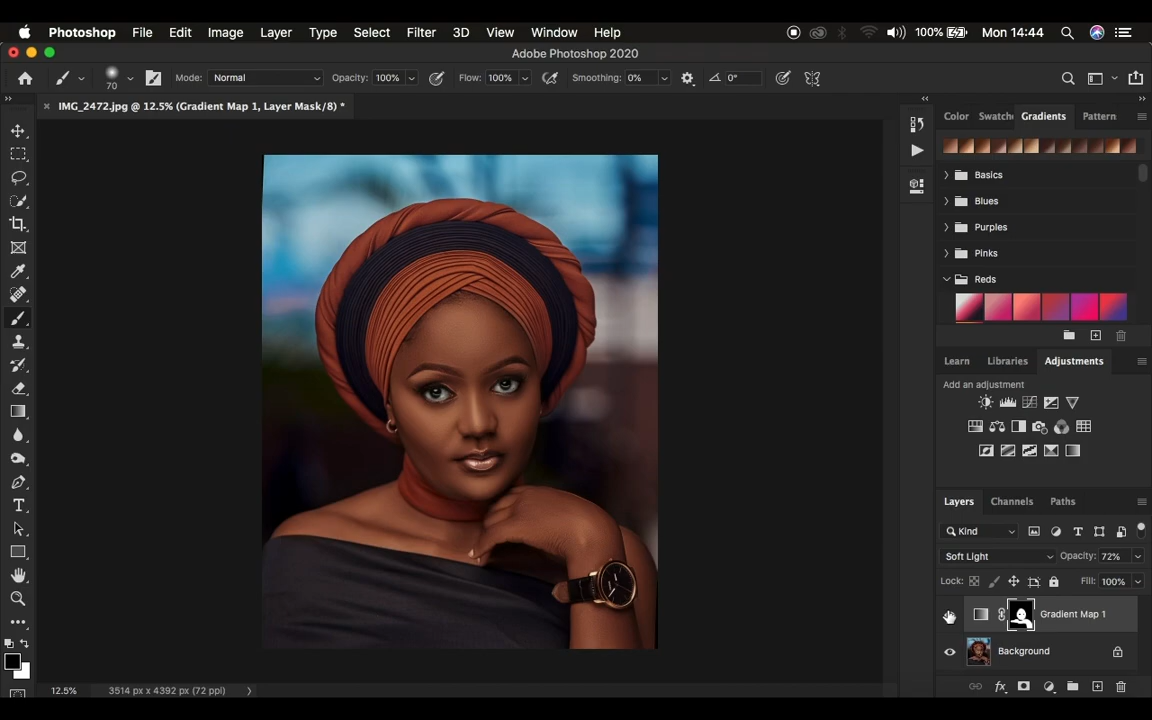 Photoshop File Edit Image Layer Type Select Filter 3D View Window Help 100% Mon 14:44
Adobe Photoshop 2020
70 Mode: Normal Opacity: 100% Flow: 100% Smoothing: 0% 0°
IMG_2472.jpg @ 12.5% (Gradient Map 1, Layer Mask/8) *
Color Swatch Gradients Pattern
Basics
Blues
Purples
Pinks
Reds
Learn Libraries Adjustments
Add an adjustment
Layers Channels Paths
Kind
Soft Light Opacity: 72%
Lock: Fill: 100%
Gradient Map 1
Background
12.5% 3514 px x 4392 px (72 ppi)